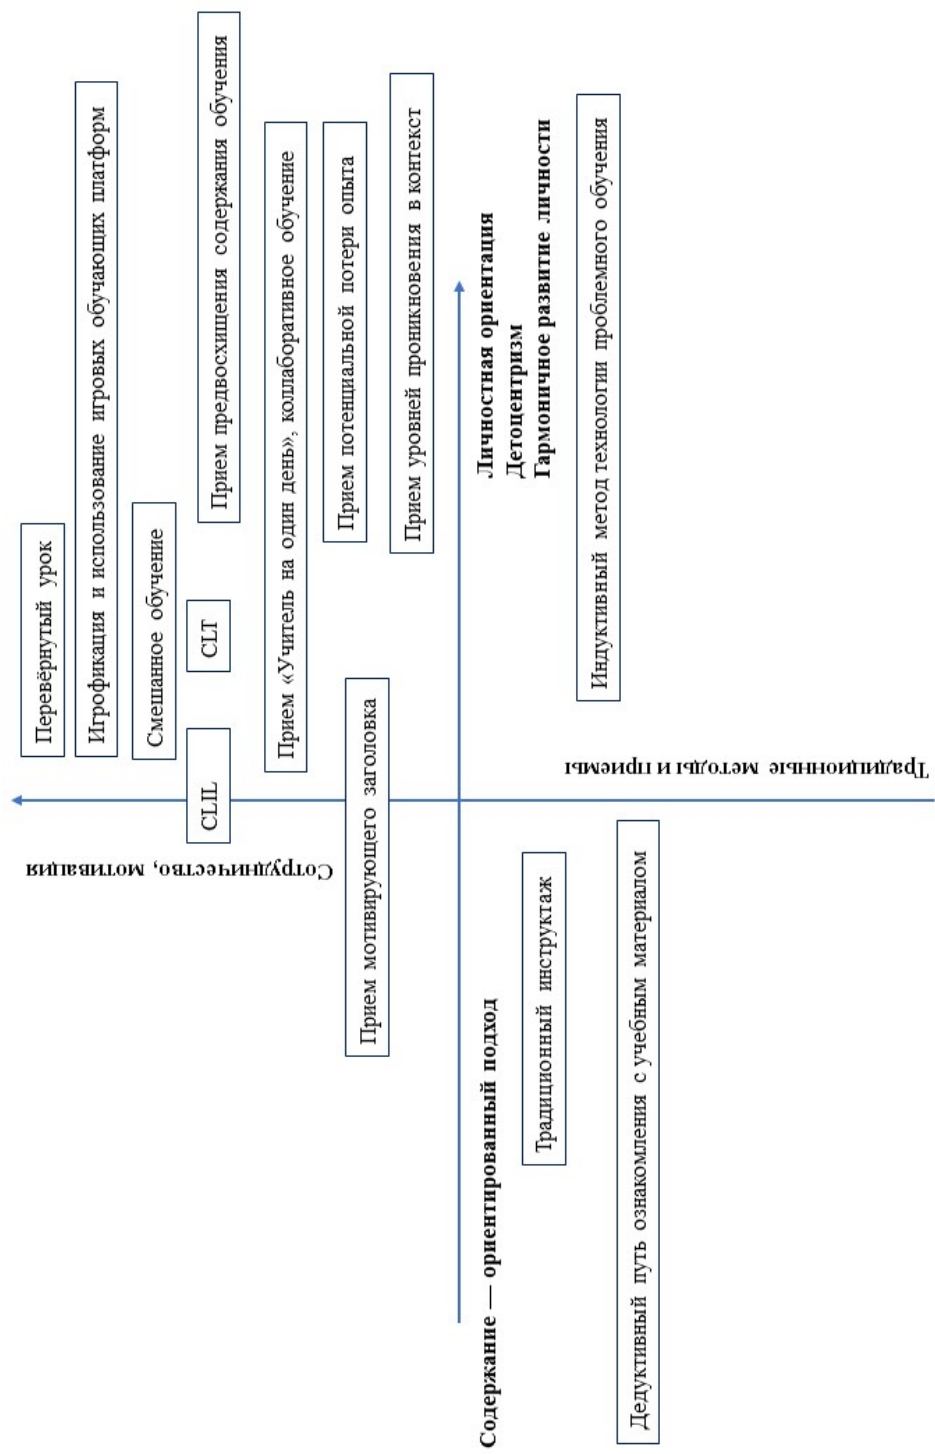 Перевёрнутый урок
Игрофикация и использование игровых обучающих платформ
Смешанное обучение
CLIL
CLT
Прием предвосхищения содержания обучения
Сотрудничество, мотивация
Прием «Учитель на один день», коллаборативное обучение
Прием потенциальной потери опыта
Прием мотивирующего заголовка
Прием уровней проникновения в контекст
Содержание — ориентированный подход
Личностная ориентация
Детоцентризм
Гармоничное развитие личности
Традиционный инструктаж
Индуктивный метод технологии проблемного обучения
Дедуктивный путь ознакомления с учебным материалом
Традиционные методы и приемы